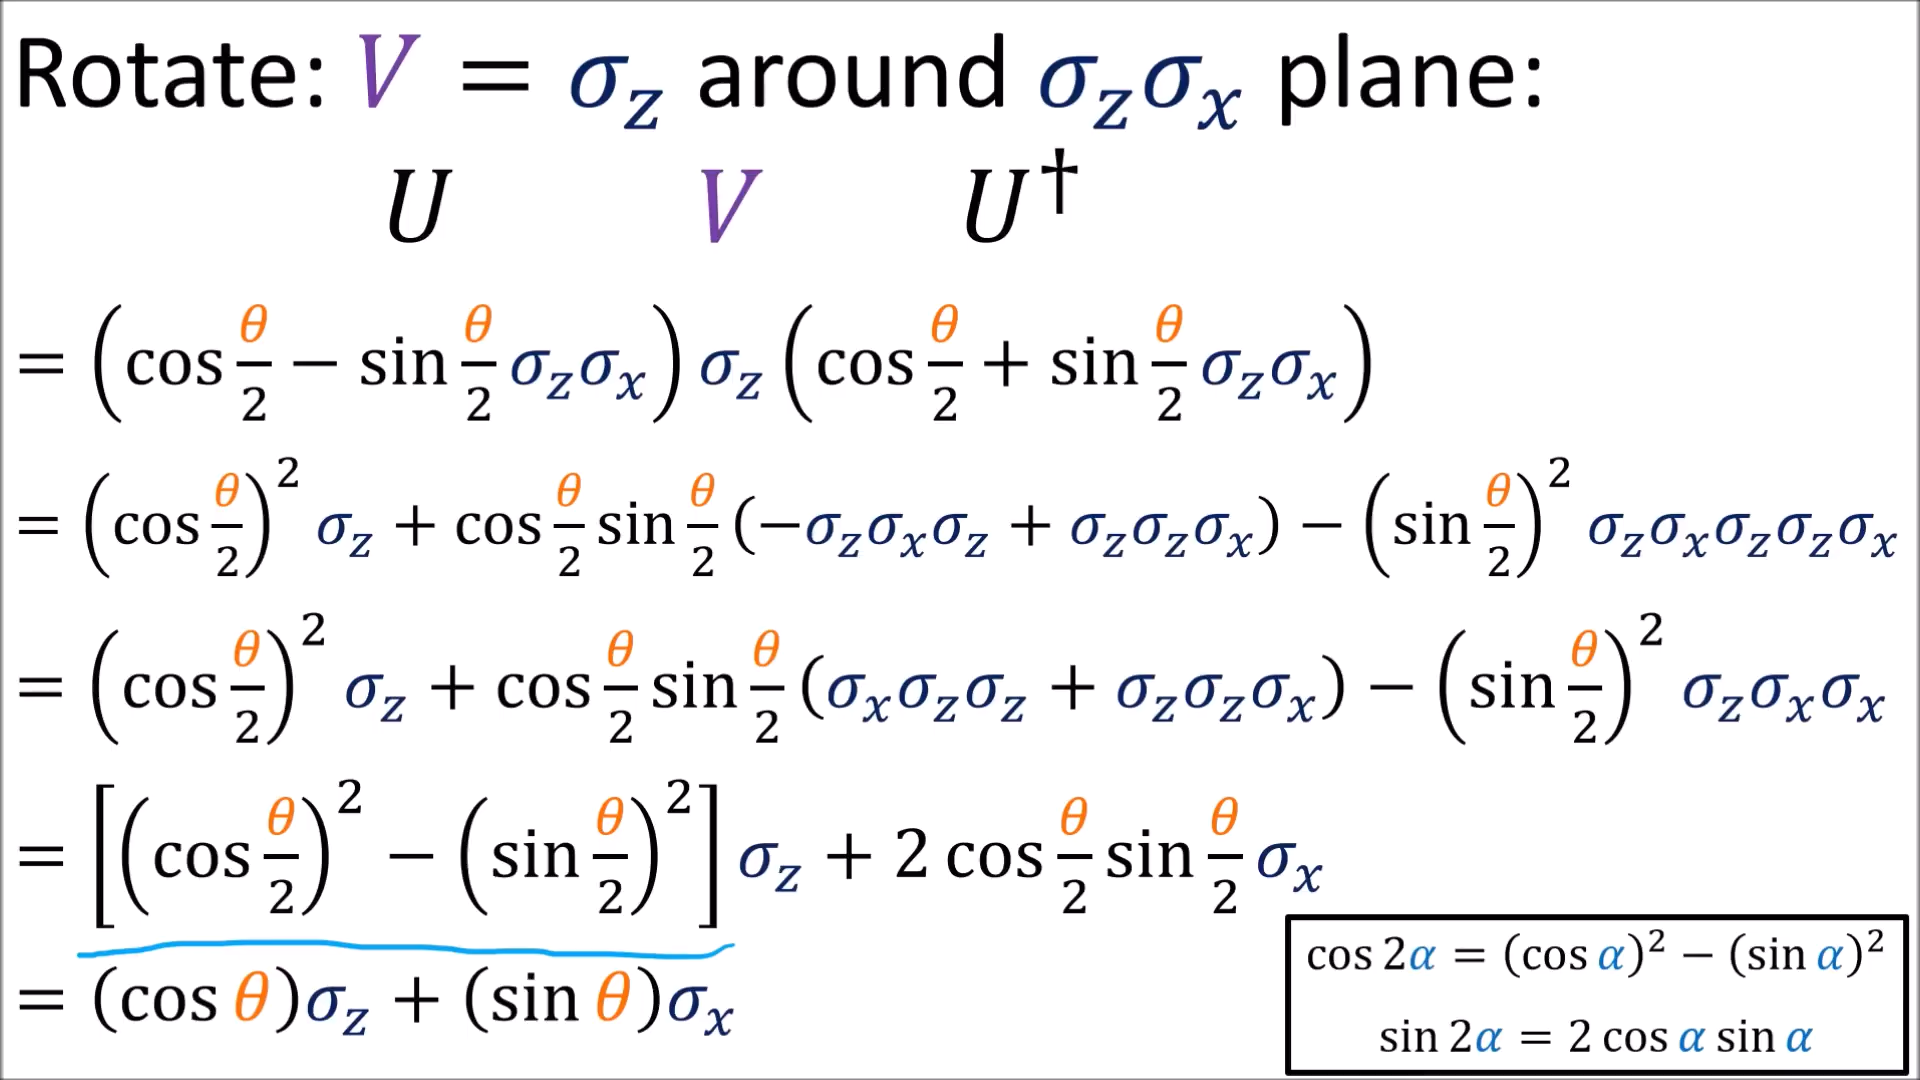 Rotate: V = σ_z around σ_zσ_x plane:
U V U†
= (cos θ/2 − sin θ/2 σ_zσ_x) σ_z (cos θ/2 + sin θ/2 σ_zσ_x)
= (cos θ/2)² σ_z + cos θ/2 sin θ/2 (−σ_zσ_xσ_z + σ_zσ_zσ_x) − (sin θ/2)² σ_zσ_xσ_zσ_zσ_x
= (cos θ/2)² σ_z + cos θ/2 sin θ/2 (σ_xσ_zσ_z + σ_zσ_zσ_x) − (sin θ/2)² σ_zσ_xσ_x
= [(cos θ/2)² − (sin θ/2)²] σ_z + 2 cos θ/2 sin θ/2 σ_x
= (cos θ)σ_z + (sin θ)σ_x
cos 2α = (cos α)² − (sin α)²
sin 2α = 2 cos α sin α